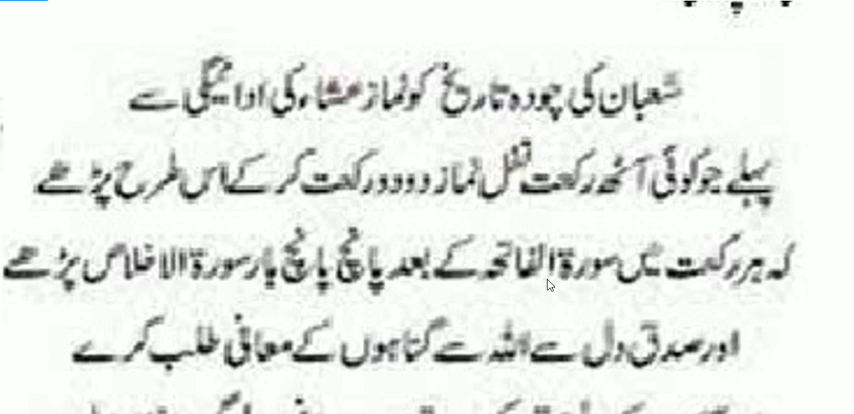 شعبان کی چودہ تاریخ کو نماز عشاء کی ادائیگی سے
پہلے جو کوئی آٹھ رکعت نفل نماز دو دو رکعت کر کے اس طرح پڑھے
کہ ہر رکعت میں سورۃ الفاتحہ کے بعد پانچ پانچ بار سورۃ الاخلاص پڑھے
اور صدق دل سے اللہ سے گناہوں کے معافی طلب کرے